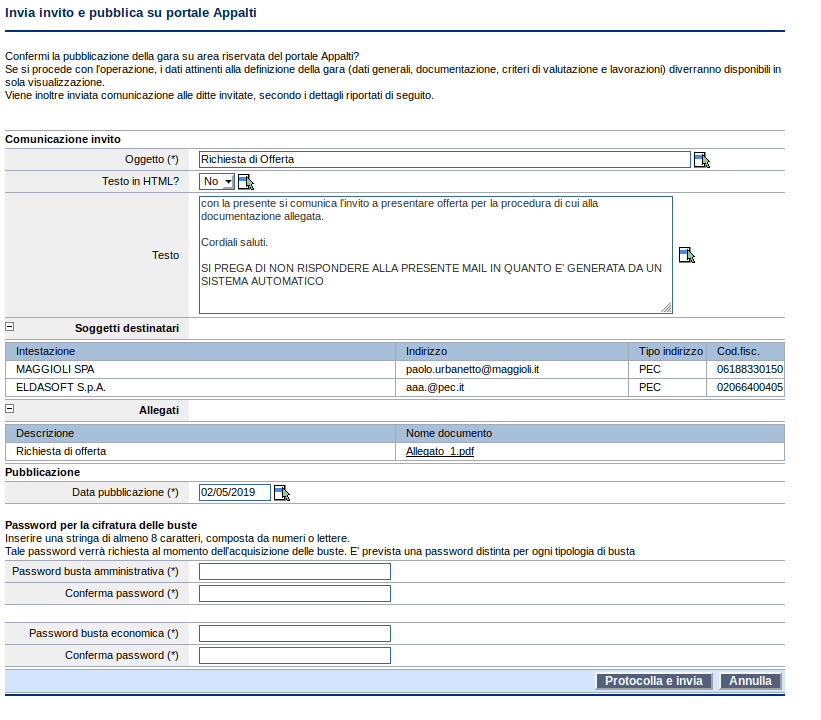 Invia invito e pubblica su portale Appalti
Confermi la pubblicazione della gara su area riservata del portale Appalti?
Se si procede con l'operazione, i dati attinenti alla definizione della gara (dati generali, documentazione, criteri di valutazione e lavorazioni) diverranno disponibili in
sola visualizzazione.
Viene inoltre inviata comunicazione alle ditte invitate, secondo i dettagli riportati di seguito.
Comunicazione invito
Oggetto (*) Richiesta di Offerta
Testo in HTML? No
Testo
con la presente si comunica l'invito a presentare offerta per la procedura di cui alla
documentazione allegata.
Cordiali saluti.
SI PREGA DI NON RISPONDERE ALLA PRESENTE MAIL IN QUANTO E' GENERATA DA UN
SISTEMA AUTOMATICO
Soggetti destinatari
Intestazione Indirizzo Tipo indirizzo Cod.fisc.
MAGGIOLI SPA paolo.urbanetto@maggioli.it PEC 06188330150
ELDASOFT S.p.A. aaa.@pec.it PEC 02066400405
Allegati
Descrizione Nome documento
Richiesta di offerta Allegato_1.pdf
Pubblicazione
Data pubblicazione (*) 02/05/2019
Password per la cifratura delle buste
Inserire una stringa di almeno 8 caratteri, composta da numeri o lettere.
Tale password verrà richiesta al momento dell'acquisizione delle buste. E' prevista una password distinta per ogni tipologia di busta
Password busta amministrativa (*)
Conferma password (*)
Password busta economica (*)
Conferma password (*)
Protocolla e invia Annulla